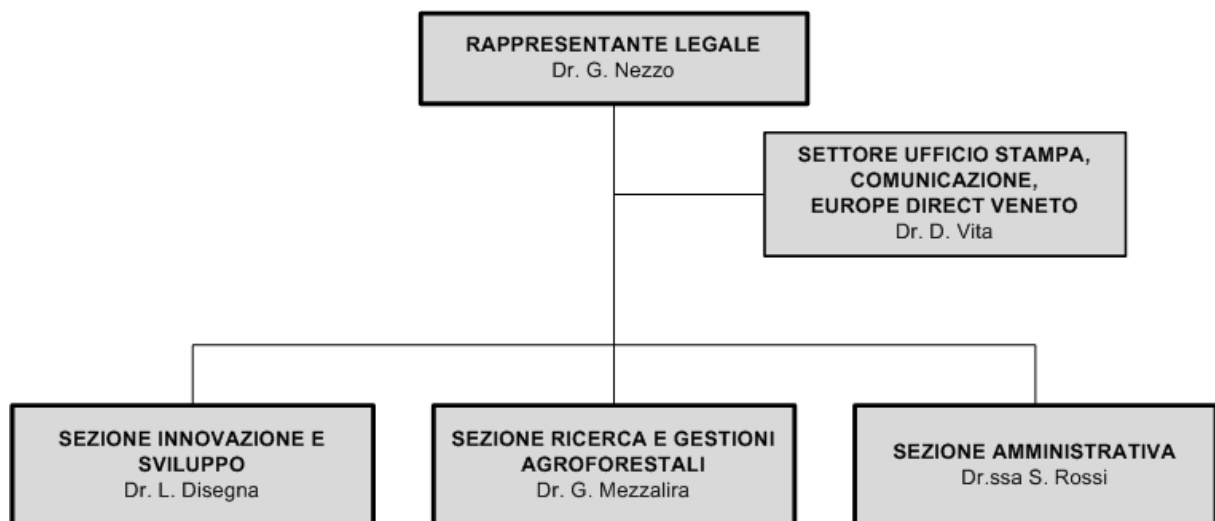 RAPPRESENTANTE LEGALE
Dr. G. Nezzo
SETTORE UFFICIO STAMPA,
COMUNICAZIONE,
EUROPE DIRECT VENETO
Dr. D. Vita
SEZIONE INNOVAZIONE E
SVILUPPO
Dr. L. Disegna
SEZIONE RICERCA E GESTIONI
AGROFORESTALI
Dr. G. Mezzalira
SEZIONE AMMINISTRATIVA
Dr.ssa S. Rossi